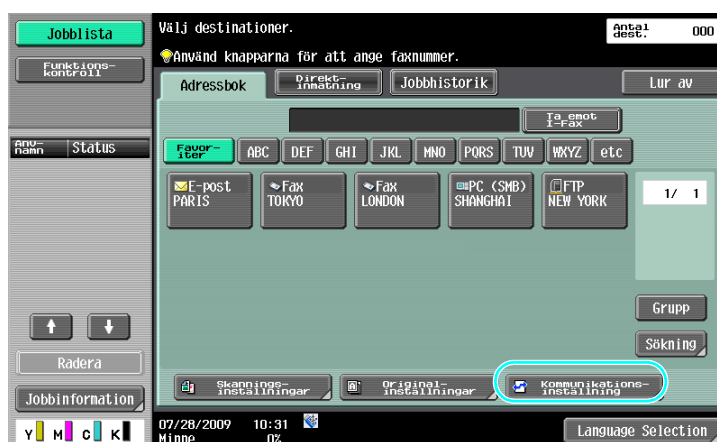 Jobblista
Funktions-
kontroll
Anv-
namn
Status
Radera
Jobbinformation
Y M C K
Välj destinationer.
Använd knapparna för att ange faxnummer.
Antal
dest.
000
Adressbok
Direkt-
inmatning
Jobbhistorik
Lur av
Ta emot
I-Fax
Favor-
iter
ABC
DEF
GHI
JKL
MNO
PQRS
TUV
WXYZ
etc
E-post
PARIS
Fax
TOKYO
Fax
LONDON
PC (SMB)
SHANGHAI
FTP
NEW YORK
1/ 1
Grupp
Sökning
Skannings-
inställningar
Original-
inställningar
Kommunikations-
inställning
07/28/2009 10:31
Minne 0%
Language Selection